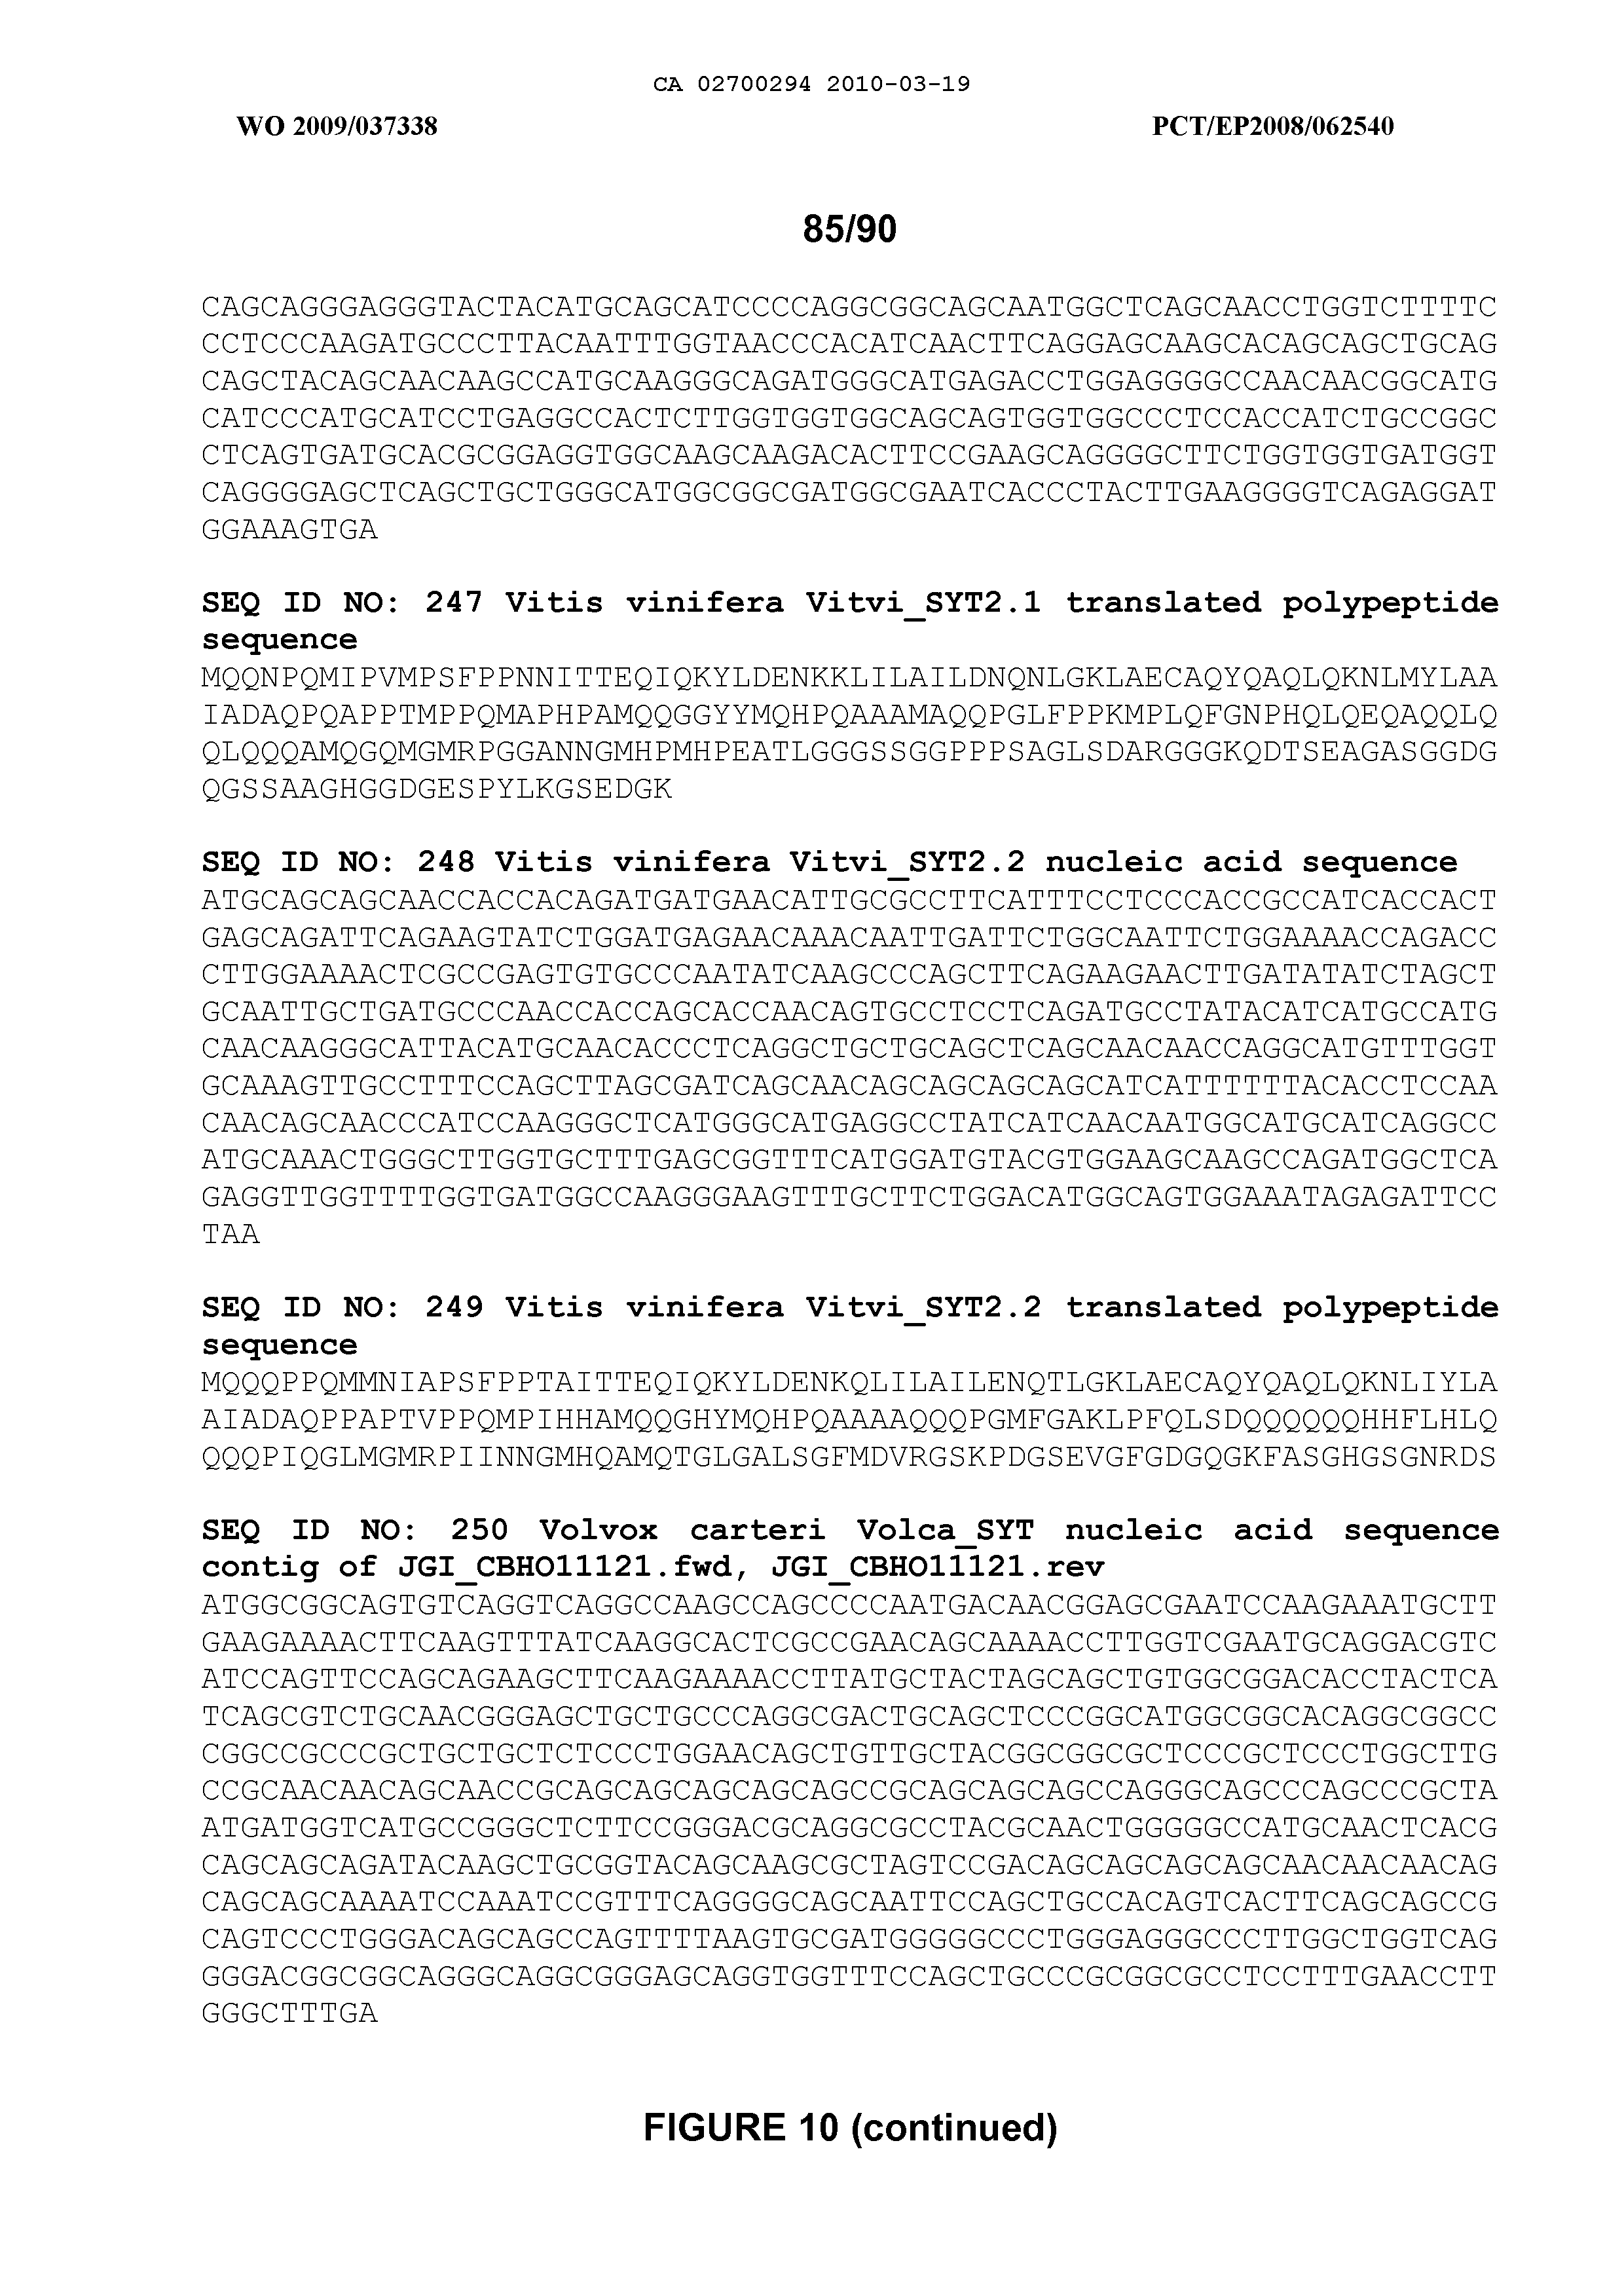 CA 02700294 2010-03-19
WO 2009/037338 PCT/EP2008/062540
85/90
CAGCAGGGAGGGTACTACATGCAGCATCCCCAGGCGGCAGCAATGGCTCAGCAACCTGGTCTTTTC
CCTCCCAAGATGCCCTTACAATTTGGTAACCCACATCAACTTCAGGAGCAAGCACAGCAGCTGCAG
CAGCTACAGCAACAAGCCATGCAAGGGCAGATGGGCATGAGACCTGGAGGGGCCAACAACGGCATG
CATCCCATGCATCCTGAGGCCACTCTTGGTGGTGGCAGCAGTGGTGGCCCTCCACCATCTGCCGGC
CTCAGTGATGCACGCGGAGGTGGCAAGCAAGACACTTCCGAAGCAGGGGCTTCTGGTGGTGATGGT
CAGGGGAGCTCAGCTGCTGGGCATGGCGGCGATGGCGAATCACCCTACTTGAAGGGGTCAGAGGAT
GGAAAGTGA
SEQ ID NO: 247 Vitis vinifera Vitvi_SYT2.1 translated polypeptide
sequence
MQQNPQMIPVMPSFPPNNITTEQIQKYLDENKKLILAILDNQNLGKLAECAQYQAQLQKNLMYLAA
IADAQPQAPPTMPPQMAPHPAMQQGGYYMQHPQAAAMAQQPGLFPPKMPLQFGNPHQLQEQAQQLQ
QLQQQAMQGQMGMRPGGANNGMHPMHPEATLGGGSSGGPPPSAGLSDARGGGKQDTSEAGASGGDG
QGSSAAGHGGDGESPYLKGSEDGK
SEQ ID NO: 248 Vitis vinifera Vitvi_SYT2.2 nucleic acid sequence
ATGCAGCAGCAACCACCACAGATGATGAACATTGCGCCTTCATTTCCTCCCACCGCCATCACCACT
GAGCAGATTCAGAAGTATCTGGATGAGAACAAACAATTGATTCTGGCAATTCTGGAAAACCAGACC
CTTGGAAAACTCGCCGAGTGTGCCCAATATCAAGCCCAGCTTCAGAAGAACTTGATATATCTAGCT
GCAATTGCTGATGCCCAACCACCAGCACCAACAGTGCCTCCTCAGATGCCTATACATCATGCCATG
CAACAAGGGCATTACATGCAACACCCTCAGGCTGCTGCAGCTCAGCAACAACCAGGCATGTTTGGT
GCAAAGTTGCCTTTCCAGCTTAGCGATCAGCAACAGCAGCAGCAGCATCATTTTTTACACCTCCAA
CAACAGCAACCCATCCAAGGGCTCATGGGCATGAGGCCTATCATCAACAATGGCATGCATCAGGCC
ATGCAAACTGGGCTTGGTGCTTTGAGCGGTTTCATGGATGTACGTGGAAGCAAGCCAGATGGCTCA
GAGGTTGGTTTTGGTGATGGCCAAGGGAAGTTTGCTTCTGGACATGGCAGTGGAAATAGAGATTCC
TAA
SEQ ID NO: 249 Vitis vinifera Vitvi_SYT2.2 translated polypeptide
sequence
MQQQPPQMMNIAPSFPPTAITTEQIQKYLDENKQLILAILENQTLGKLAECAQYQAQLQKNLIYLA
AIADAQPPAPTVPPQMPIHHAMQQGHYMQHPQAAAAQQQPGMFGAKLPFQLSDQQQQQQHHFLHLQ
QQQPIQGLMGMRPIINNGMHQAMQTGLGALSGFMDVRGSKPDGSEVGFGDGQGKFASGHGSGNRDS
SEQ ID NO: 250 Volvox carteri Volca_SYT nucleic acid sequence
contig of JGI_CBHO11121.fwd, JGI_CBHO11121.rev
ATGGCGGCAGTGTCAGGTCAGGCCAAGCCAGCCCCAATGACAACGGAGCGAATCCAAGAAATGCTT
GAAGAAAACTTCAAGTTTATCAAGGCACTCGCCGAACAGCAAAACCTTGGTCGAATGCAGGACGTC
ATCCAGTTCCAGCAGAAGCTTCAAGAAAACCTTATGCTACTAGCAGCTGTGGCGGACACCTACTCA
TCAGCGTCTGCAACGGGAGCTGCTGCCCAGGCGACTGCAGCTCCCGGCATGGCGGCACAGGCGGCC
CGGCCGCCCGCTGCTGCTCTCCCTGGAACAGCTGTTGCTACGGCGGCGCTCCCGCTCCCTGGCTTG
CCGCAACAACAGCAACCGCAGCAGCAGCAGCAGCCGCAGCAGCAGCCAGGGCAGCCCAGCCCGCTA
ATGATGGTCATGCCGGGCTCTTCCGGGACGCAGGCGCCTACGCAACTGGGGGCCATGCAACTCACG
CAGCAGCAGATACAAGCTGCGGTACAGCAAGCGCTAGTCCGACAGCAGCAGCAGCAACAACAACAG
CAGCAGCAAAATCCAAATCCGTTTCAGGGGCAGCAATTCCAGCTGCCACAGTCACTTCAGCAGCCG
CAGTCCCTGGGACAGCAGCCAGTTTTAAGTGCGATGGGGGCCCTGGGAGGGCCCTTGGCTGGTCAG
GGGACGGCGGCAGGGCAGGCGGGAGCAGGTGGTTTCCAGCTGCCCGCGGCGCCTCCTTTGAACCTT
GGGCTTTGA
FIGURE 10 (continued)